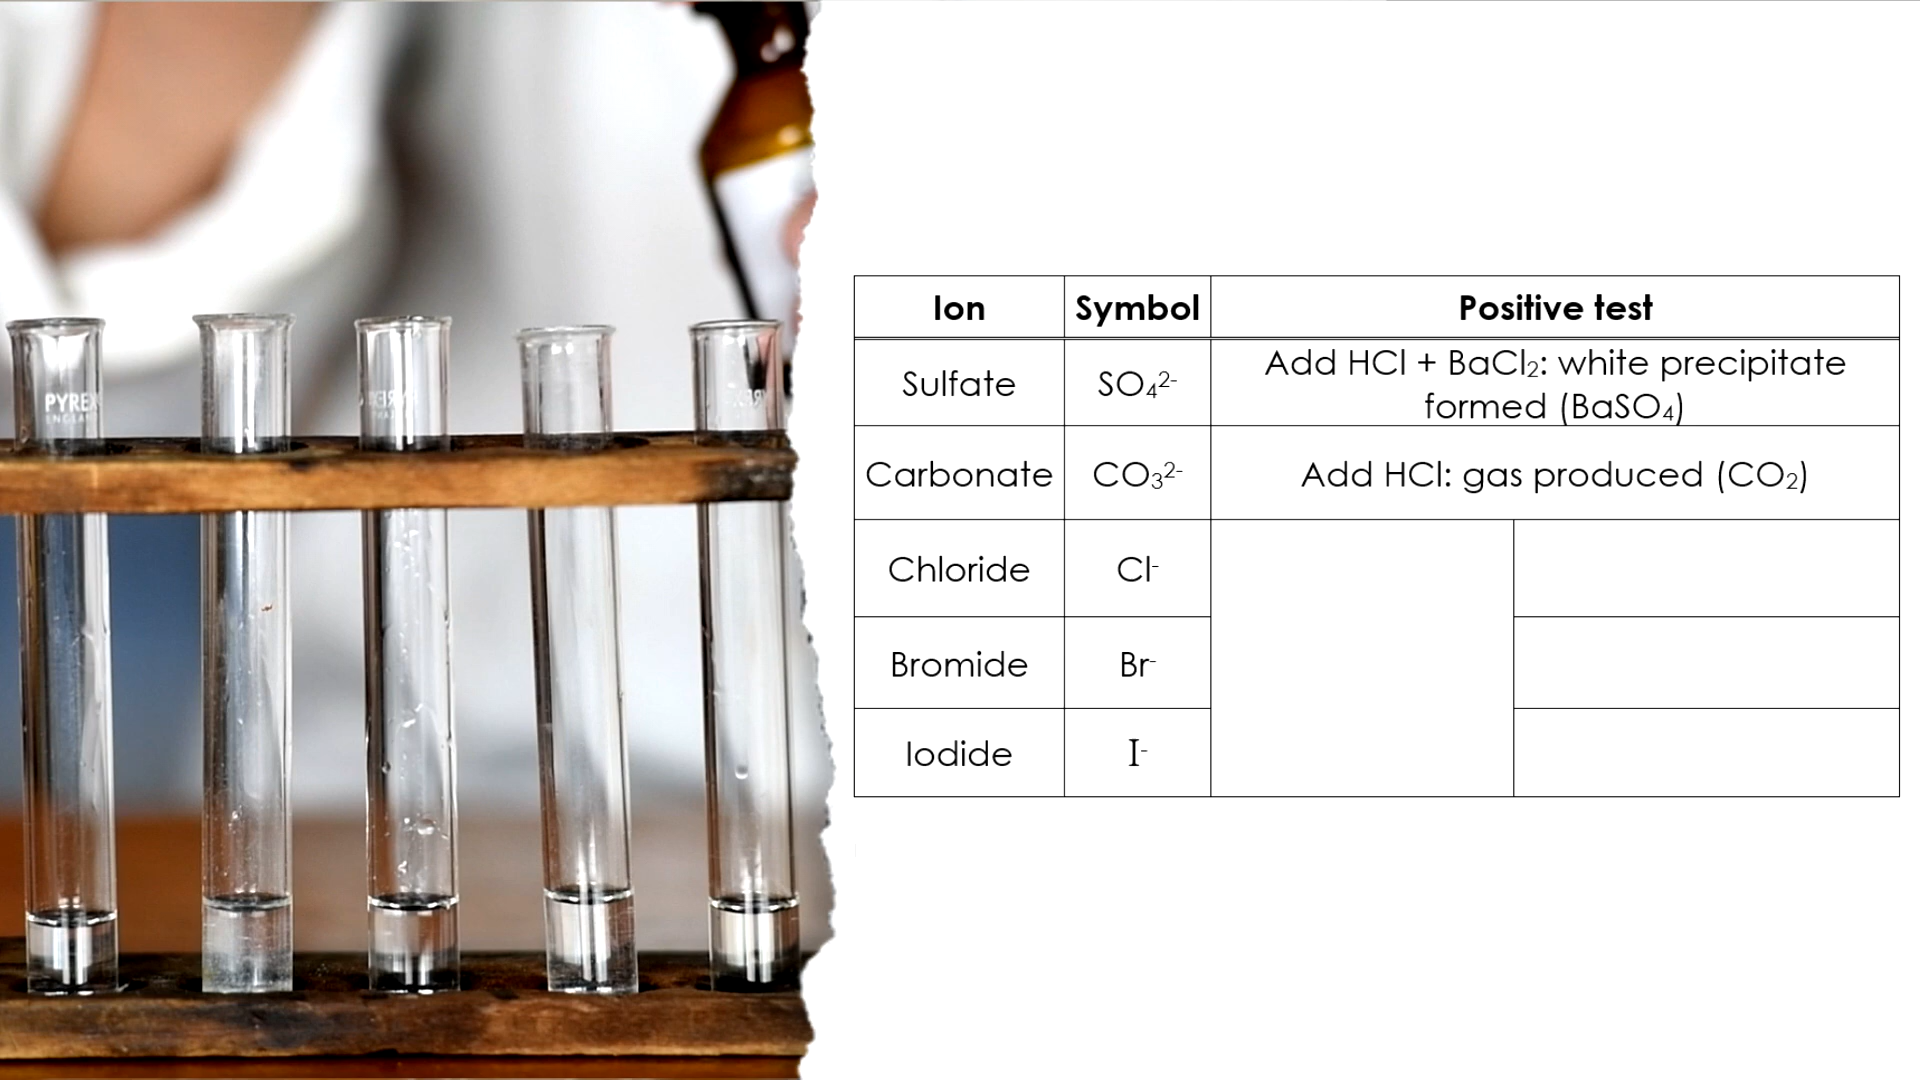 PYREX
ENGLAND
Ion Symbol Positive test
Sulfate SO₄²⁻ Add HCl + BaCl₂: white precipitate
formed (BaSO₄)
Carbonate CO₃²⁻ Add HCl: gas produced (CO₂)
Chloride Cl⁻
Bromide Br⁻
Iodide I⁻